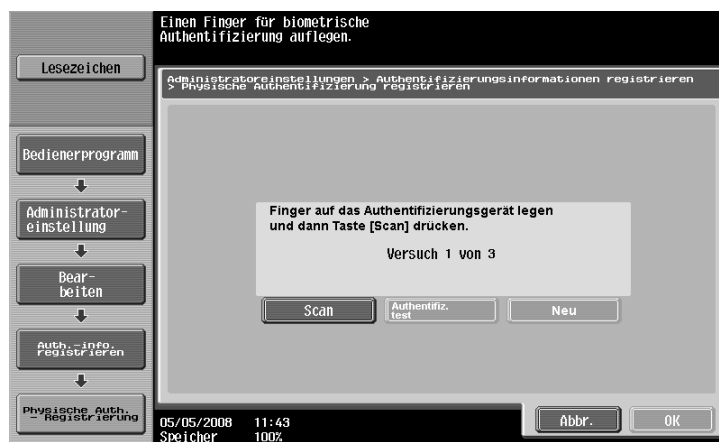 Einen Finger für biometrische
Authentifizierung auflegen.
Lesezeichen
Administratoreinstellungen > Authentifizierungsinformationen registrieren
> Physische Authentifizierung registrieren
Bedienerprogramm
Administrator-
einstellung
Bear-
beiten
Auth.-info.
registrieren
Physische Auth.
- Registrierung
Finger auf das Authentifizierungsgerät legen
und dann Taste [Scan] drücken.
Versuch 1 von 3
Scan
Authentifiz.
test
Neu
05/05/2008 11:43
Speicher 100%
Abbr.
OK